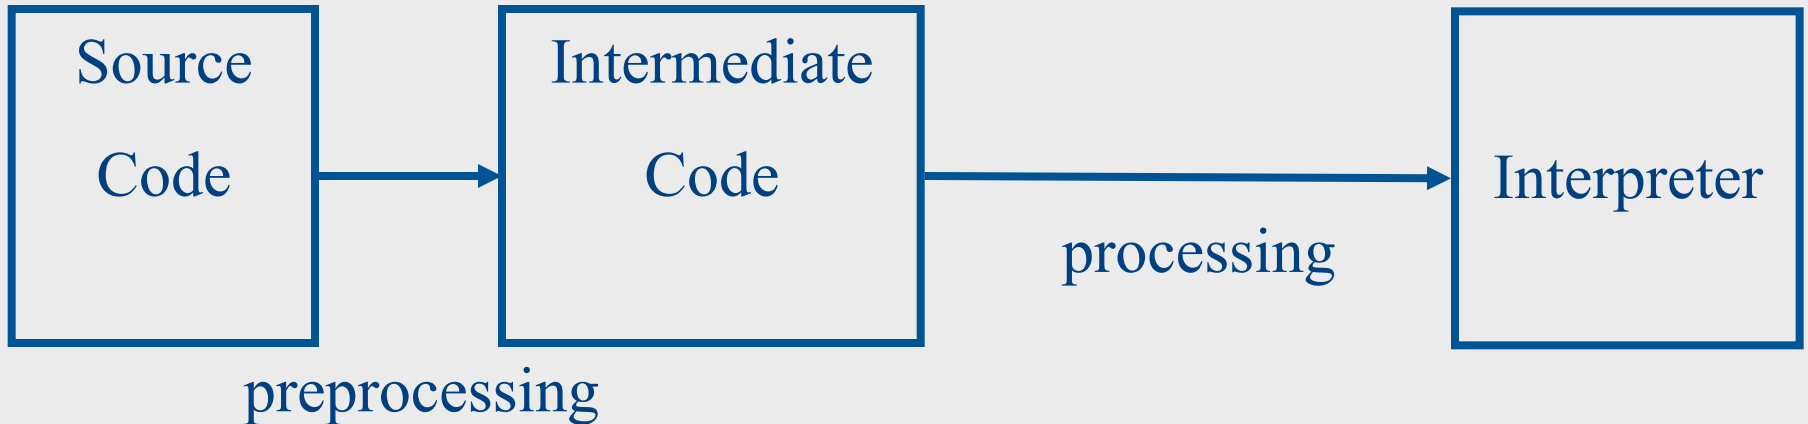 Source
Code
Intermediate
Code
Interpreter
processing
preprocessing